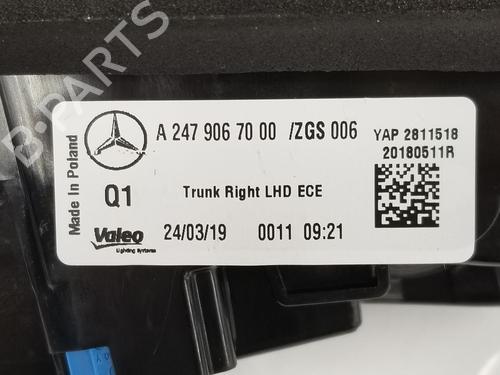 A 247 906 70 00 /ZGS 006
YAP 2811518
20180511R
Made in Poland
Q1
Trunk Right LHD ECE
Valeo
Lighting Systems
24/03/19
0011 09:21
B-PARTS